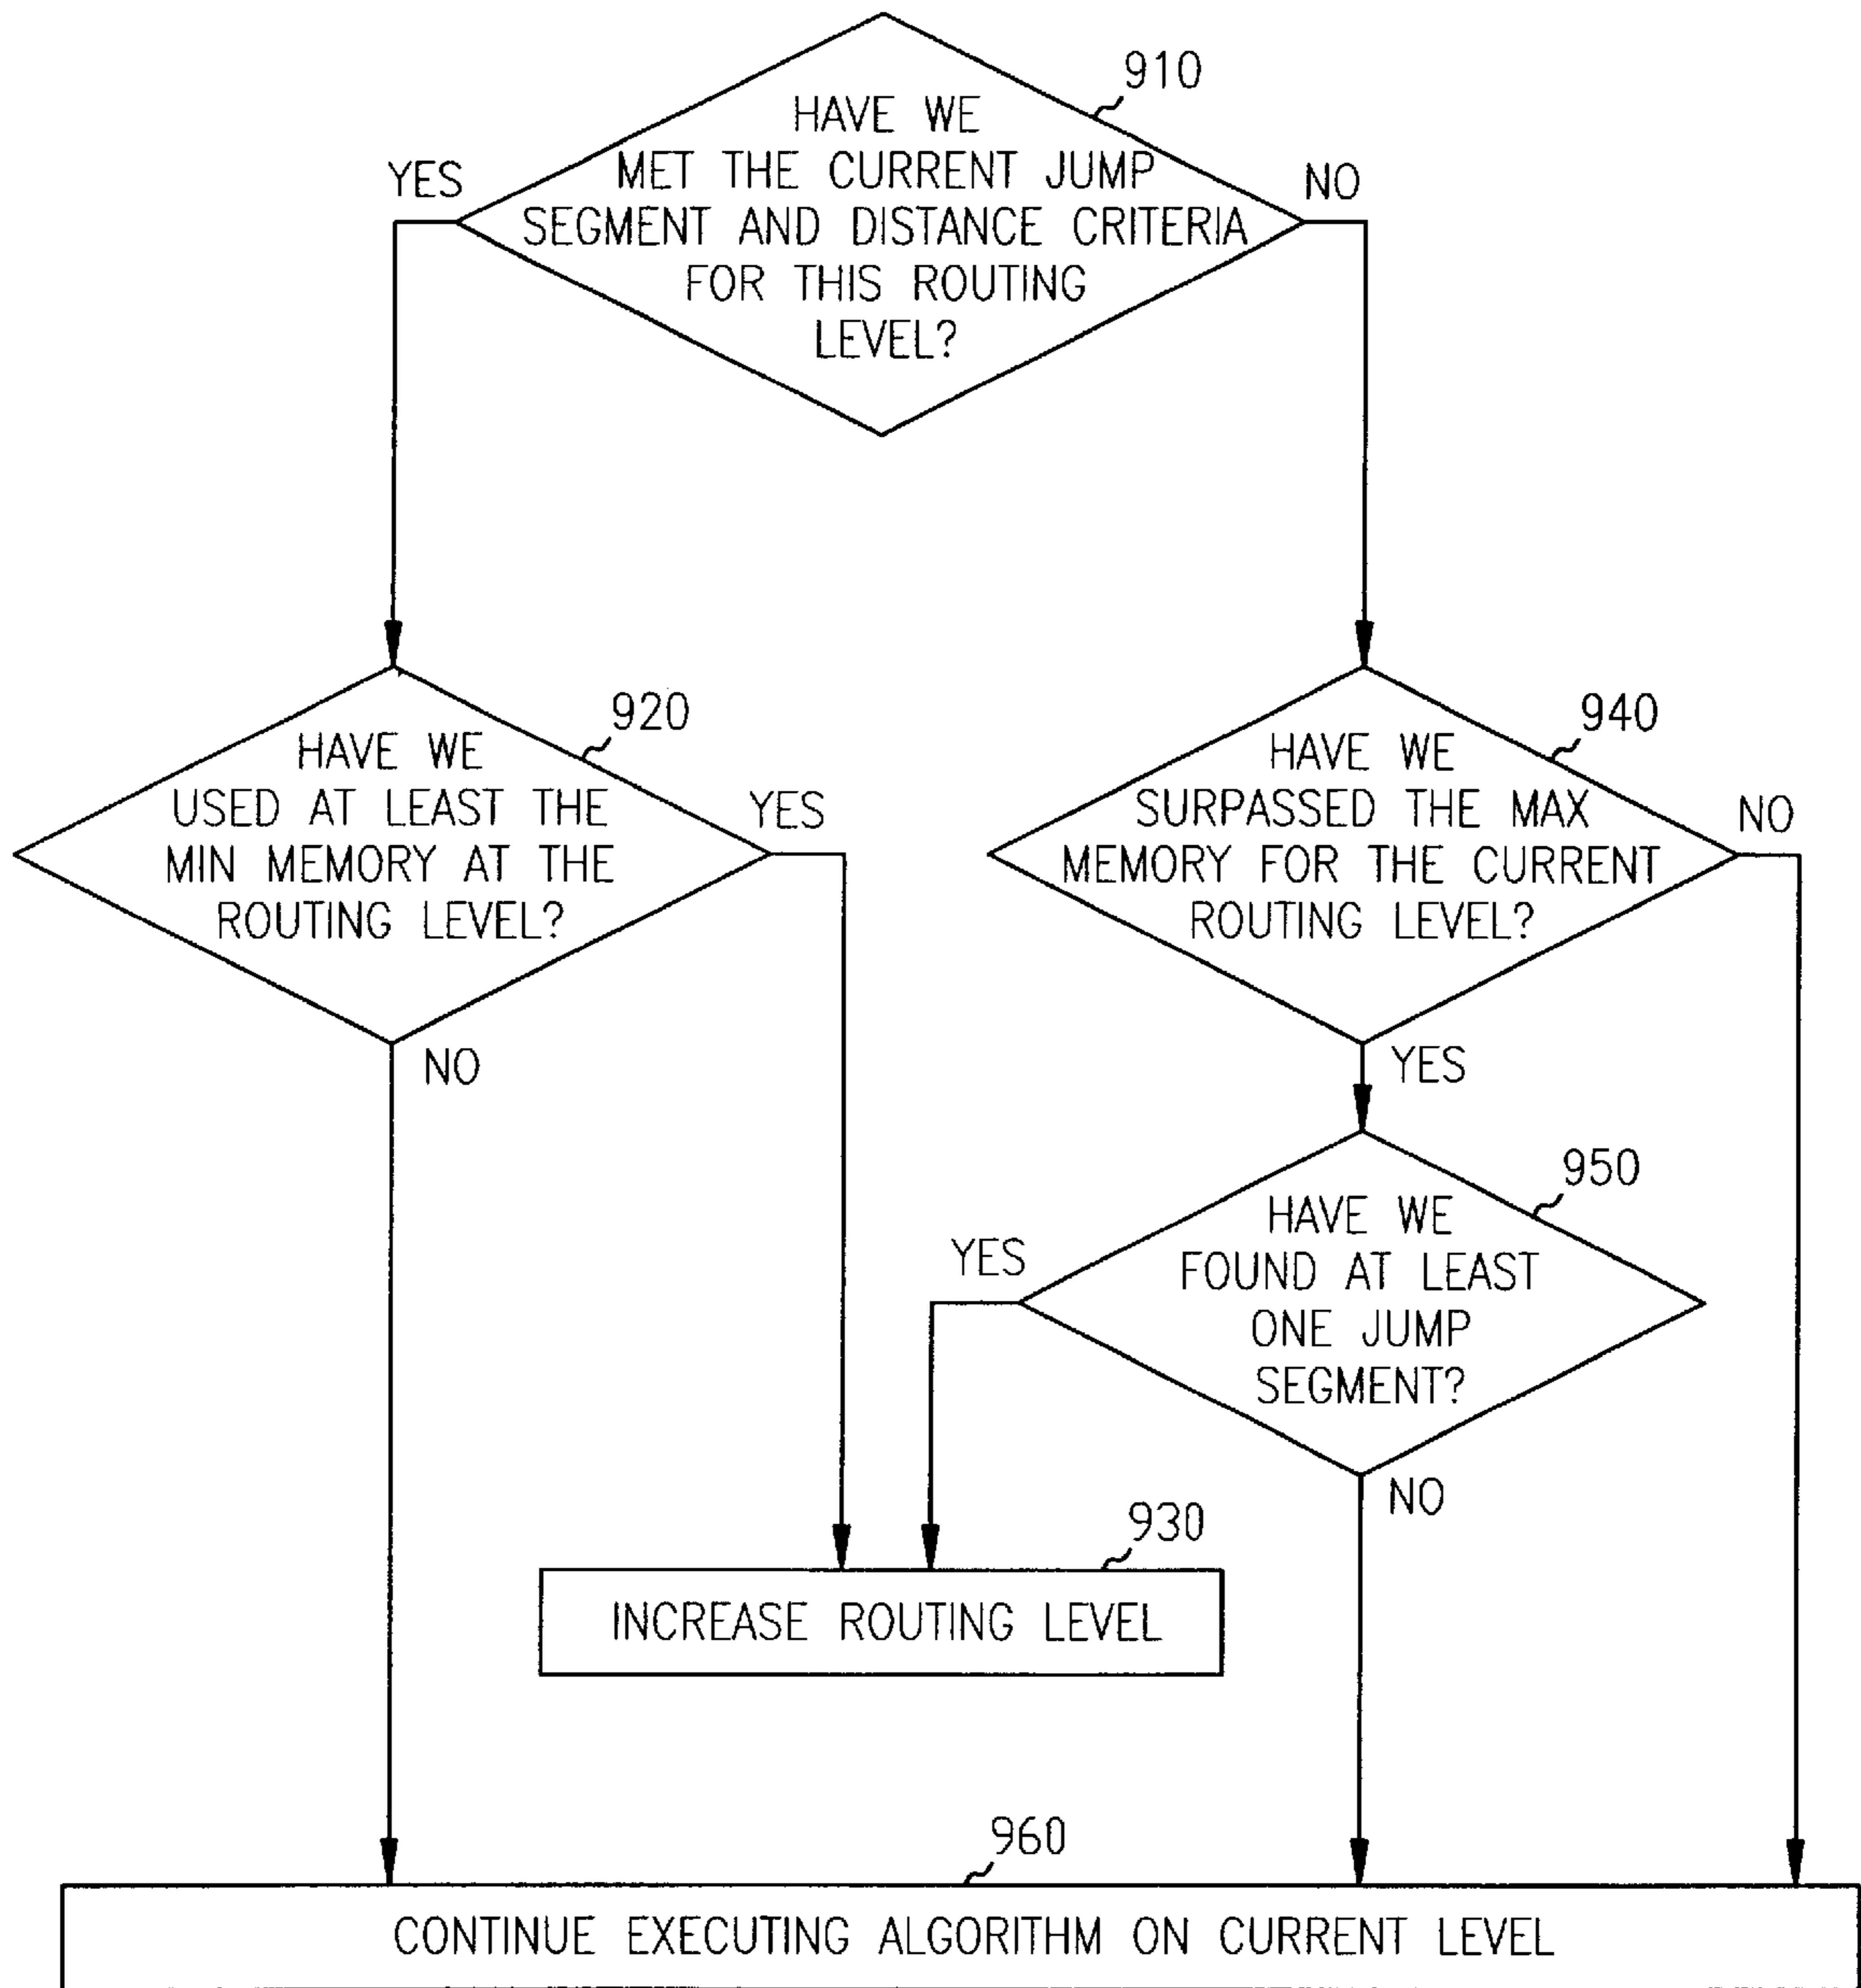 910
HAVE WE
MET THE CURRENT JUMP
SEGMENT AND DISTANCE CRITERIA
FOR THIS ROUTING
LEVEL?
YES
NO
920
HAVE WE
USED AT LEAST THE
MIN MEMORY AT THE
ROUTING LEVEL?
YES
NO
940
HAVE WE
SURPASSED THE MAX
MEMORY FOR THE CURRENT
ROUTING LEVEL?
NO
YES
950
HAVE WE
FOUND AT LEAST
ONE JUMP
SEGMENT?
YES
NO
930
INCREASE ROUTING LEVEL
960
CONTINUE EXECUTING ALGORITHM ON CURRENT LEVEL